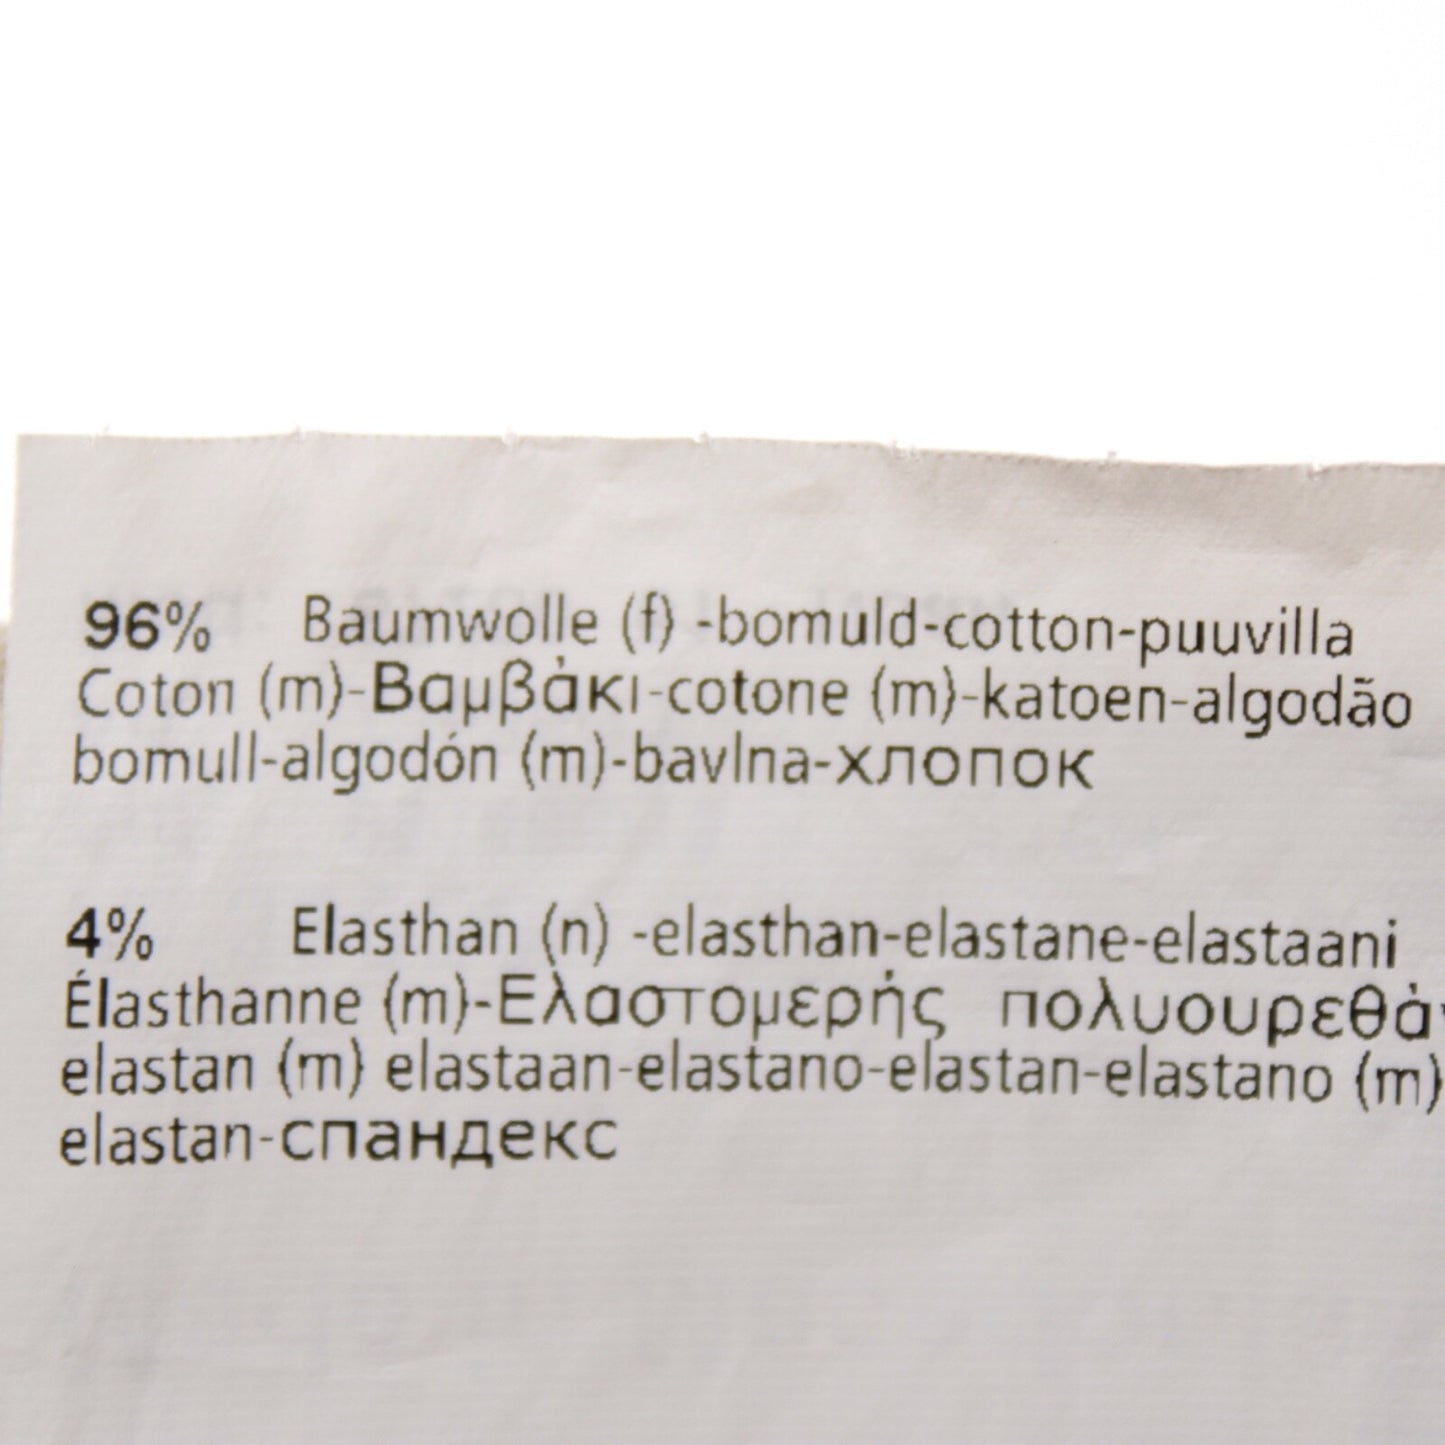 96% Baumwolle (f) -bomuld-cotton-puuvilla
Coton (m)-Βαμβάκι-cotone (m)-katoen-algodão
bomull-algodón (m)-bavlna-хлопок
4% Elasthan (n) -elasthan-elastane-elastaani
Élasthanne (m)-Ελαστομερής
elastan (m) elastaan-elastano-elastan-elastano (m)
elastan-спандекс